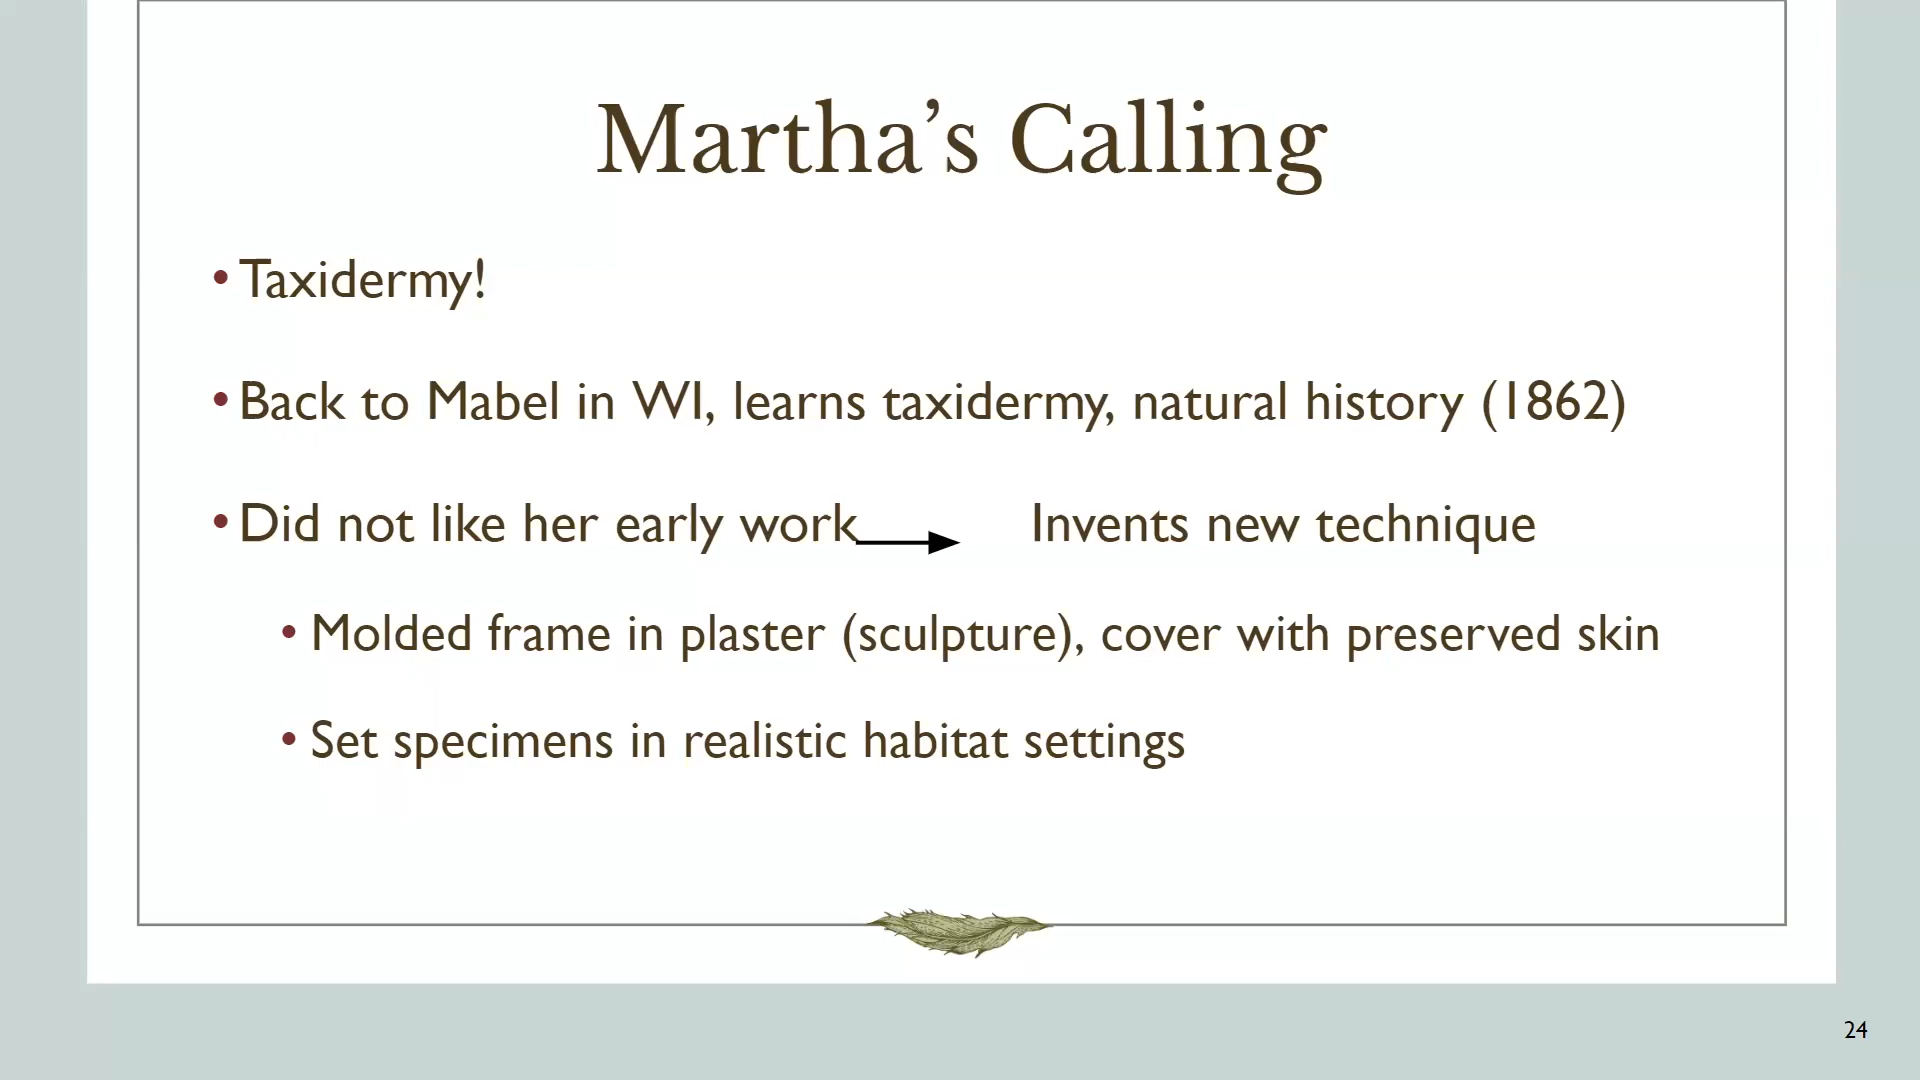 Martha’s Calling
• Taxidermy!
• Back to Mabel in WI, learns taxidermy, natural history (1862)
• Did not like her early work Invents new technique
• Molded frame in plaster (sculpture), cover with preserved skin
• Set specimens in realistic habitat settings
24